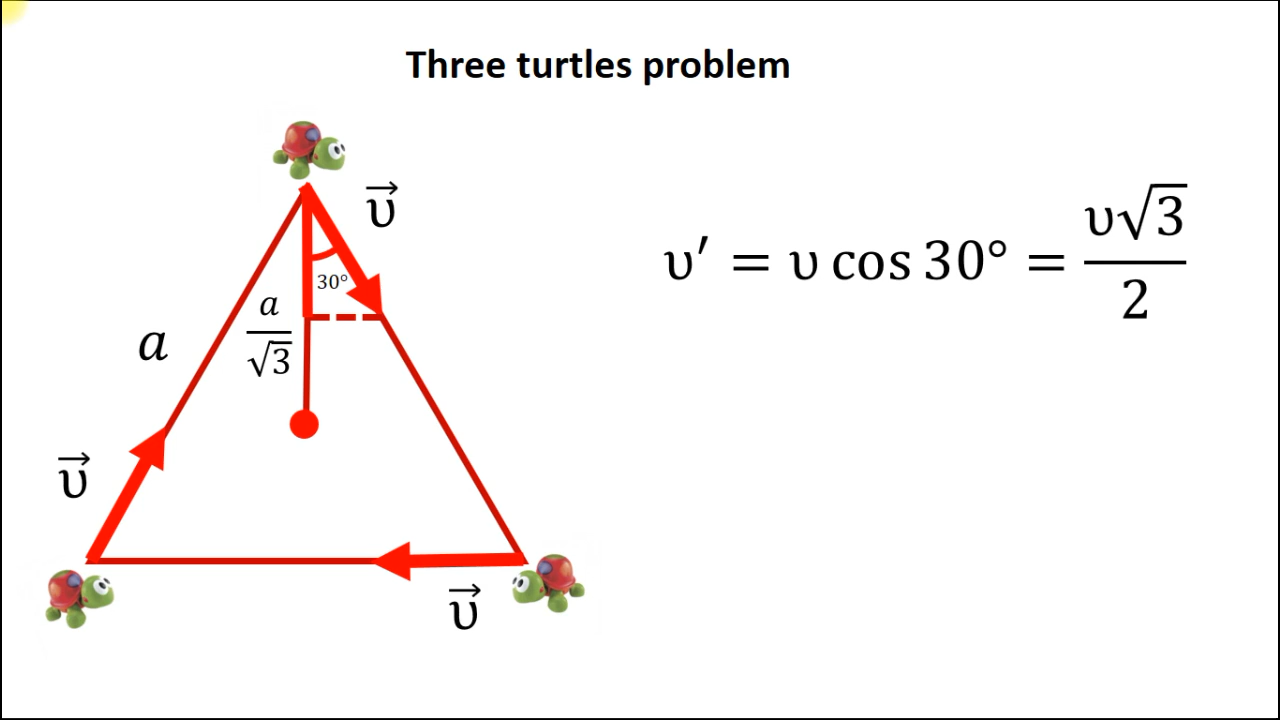 Three turtles problem
υ⃗
υ′ = υ cos 30° = υ√3/2
30°
a/√3
a
υ⃗
υ⃗